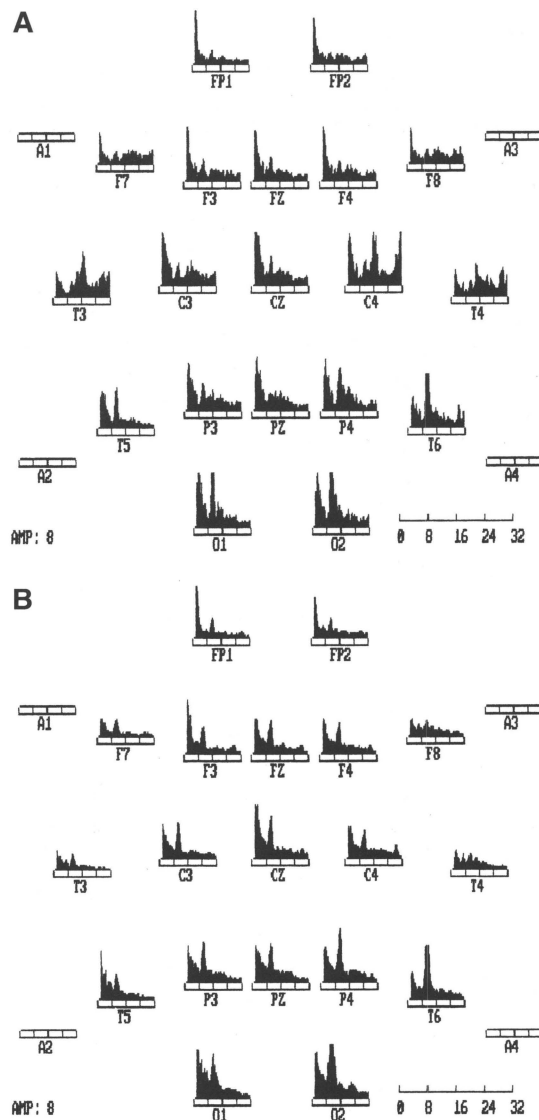 A
FP1 FP2
A1 F7 F3 FZ F4 F8 A3
T3 C3 CZ C4 T4
T5 P3 PZ P4 T6
A2 O1 O2 A4
AMP: 8 0 8 16 24 32
B
FP1 FP2
A1 F7 F3 FZ F4 F8 A3
T3 C3 CZ C4 T4
T5 P3 PZ P4 T6
A2 O1 O2 A4
AMP: 8 0 8 16 24 32